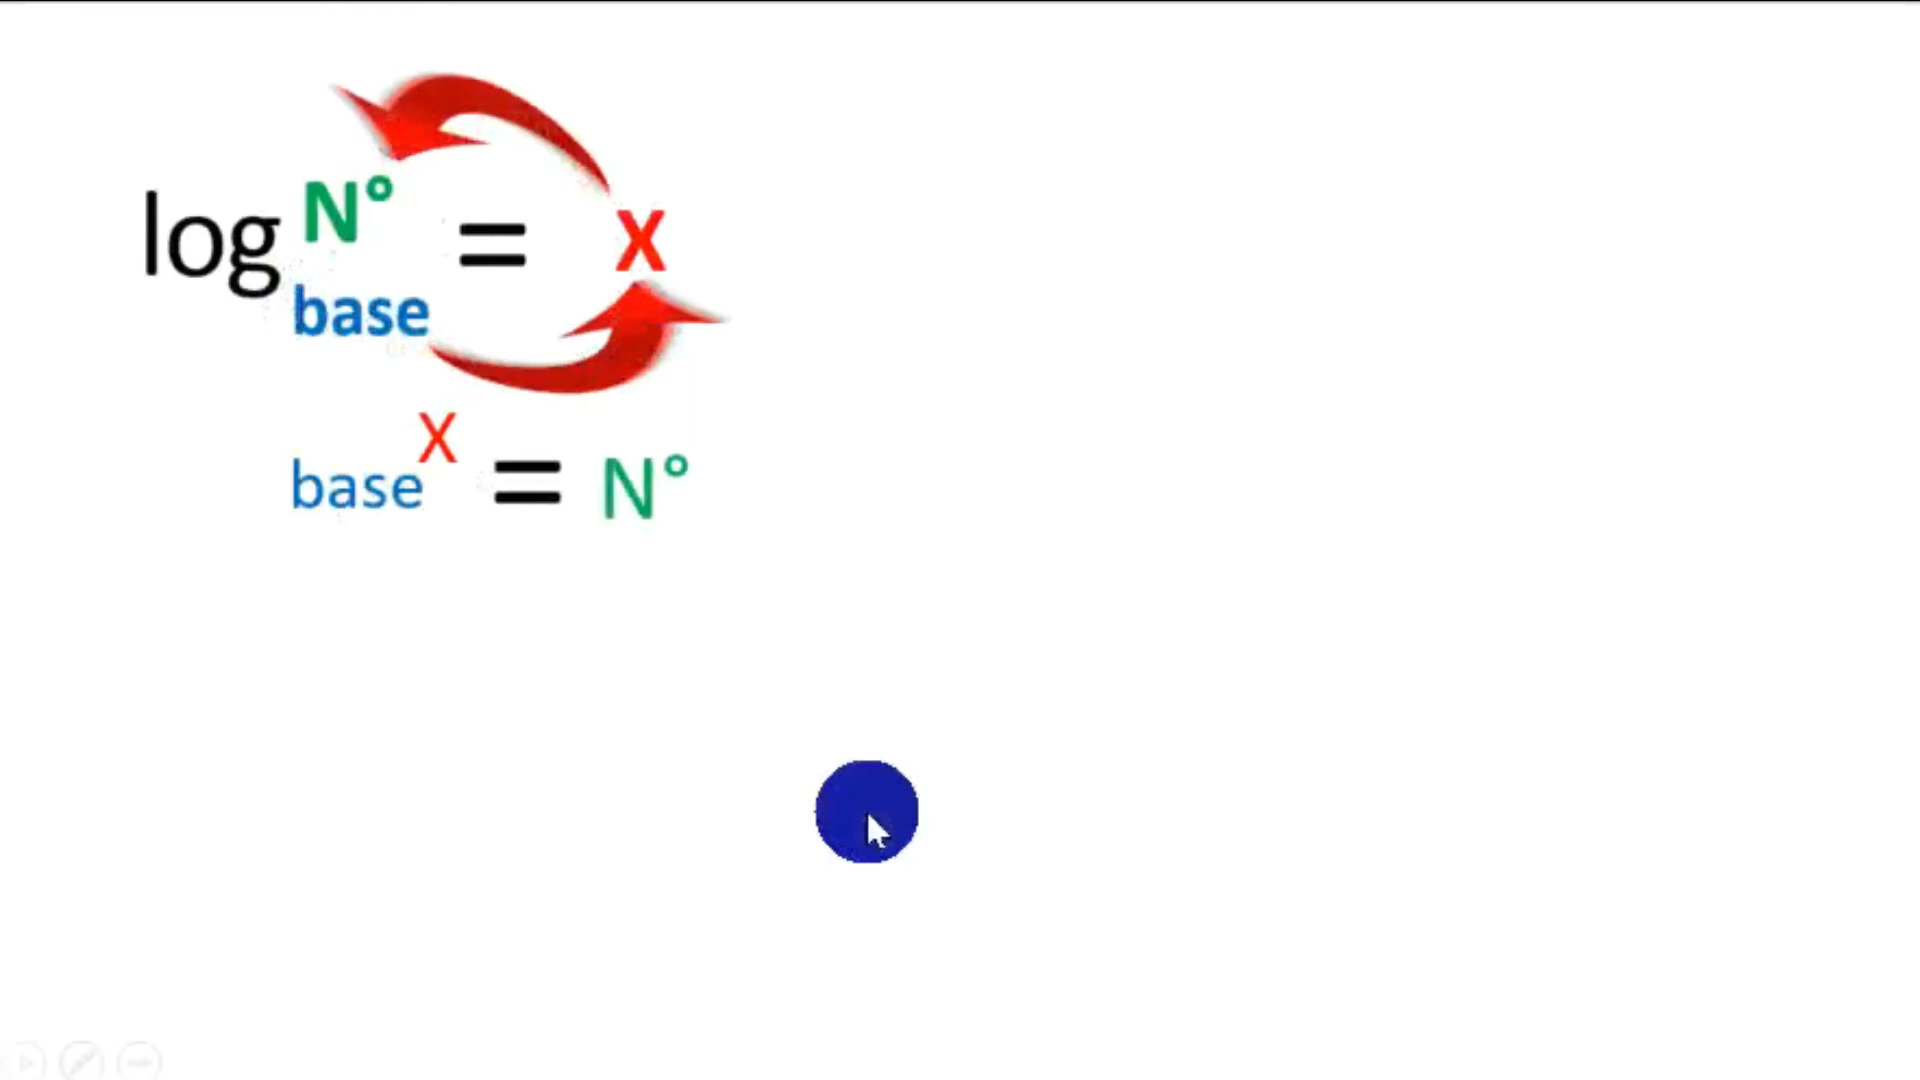 log N° = X
base
base X = N°